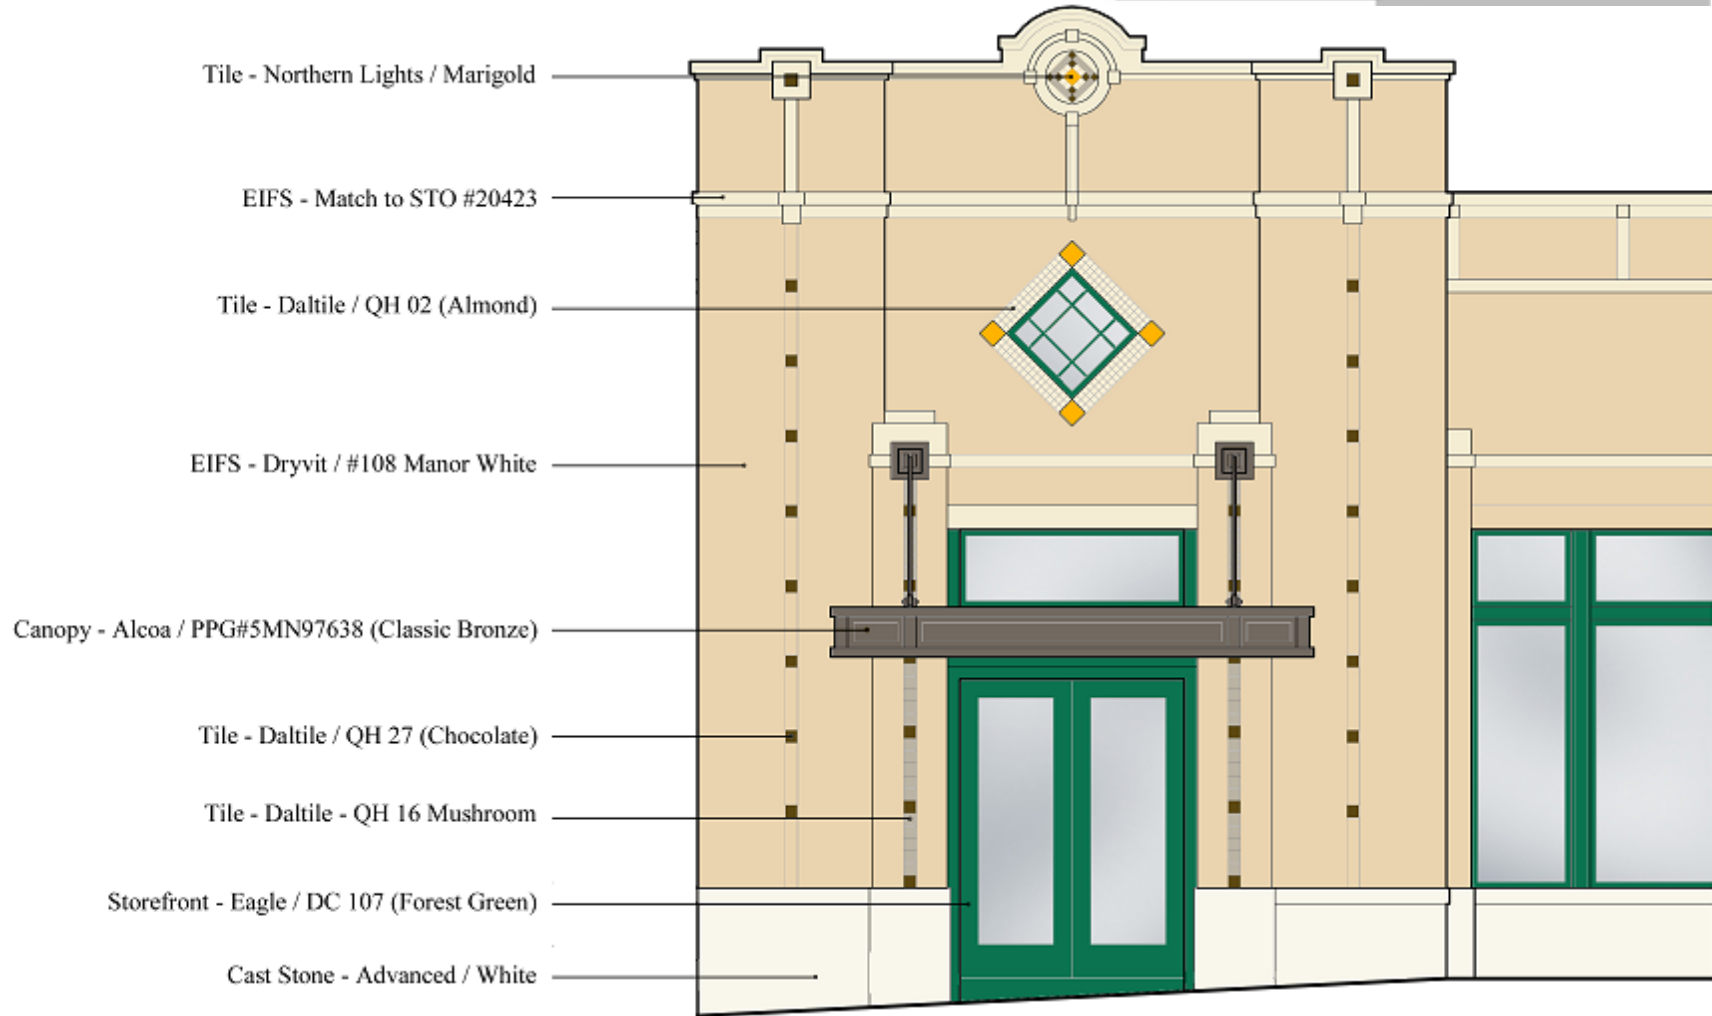 Tile - Northern Lights / Marigold
EIFS - Match to STO #20423
Tile - Daltile / QH 02 (Almond)
EIFS - Dryvit / #108 Manor White
Canopy - Alcoa / PPG#5MN97638 (Classic Bronze)
Tile - Daltile / QH 27 (Chocolate)
Tile - Daltile - QH 16 Mushroom
Storefront - Eagle / DC 107 (Forest Green)
Cast Stone - Advanced / White